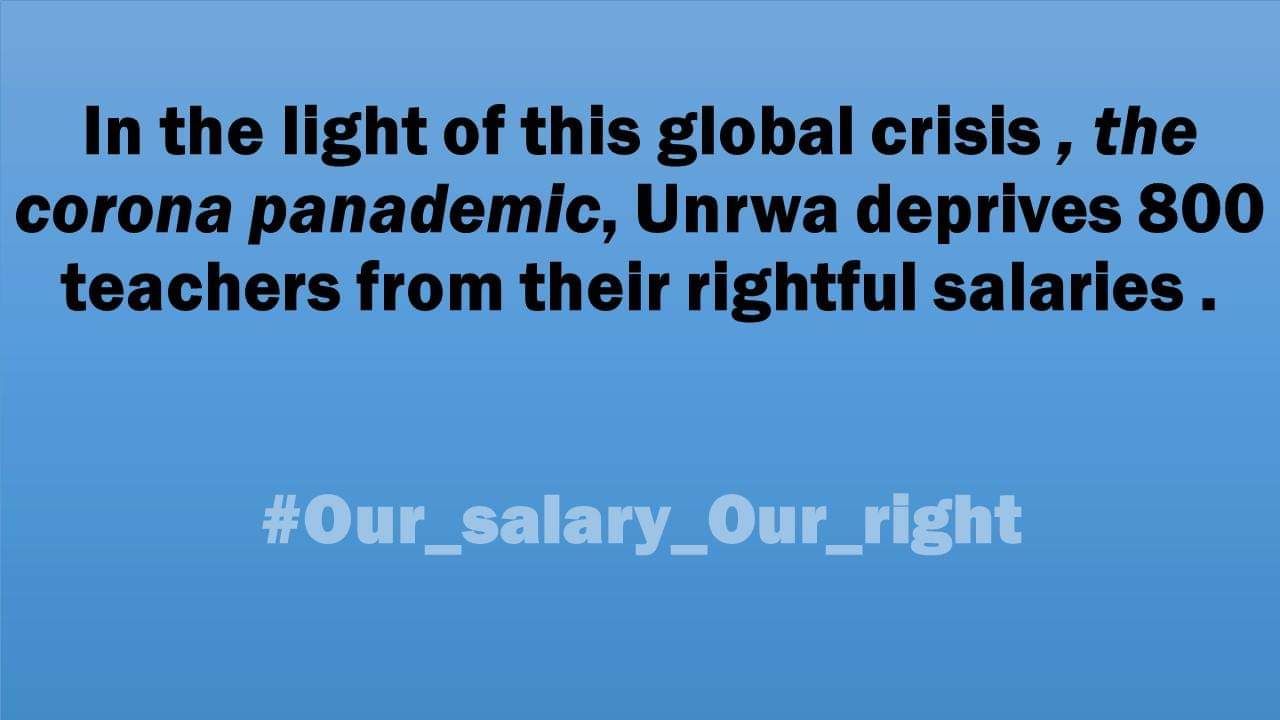 In the light of this global crisis , the
corona panademic, Unrwa deprives 800
teachers from their rightful salaries .
#Our_salary_Our_right